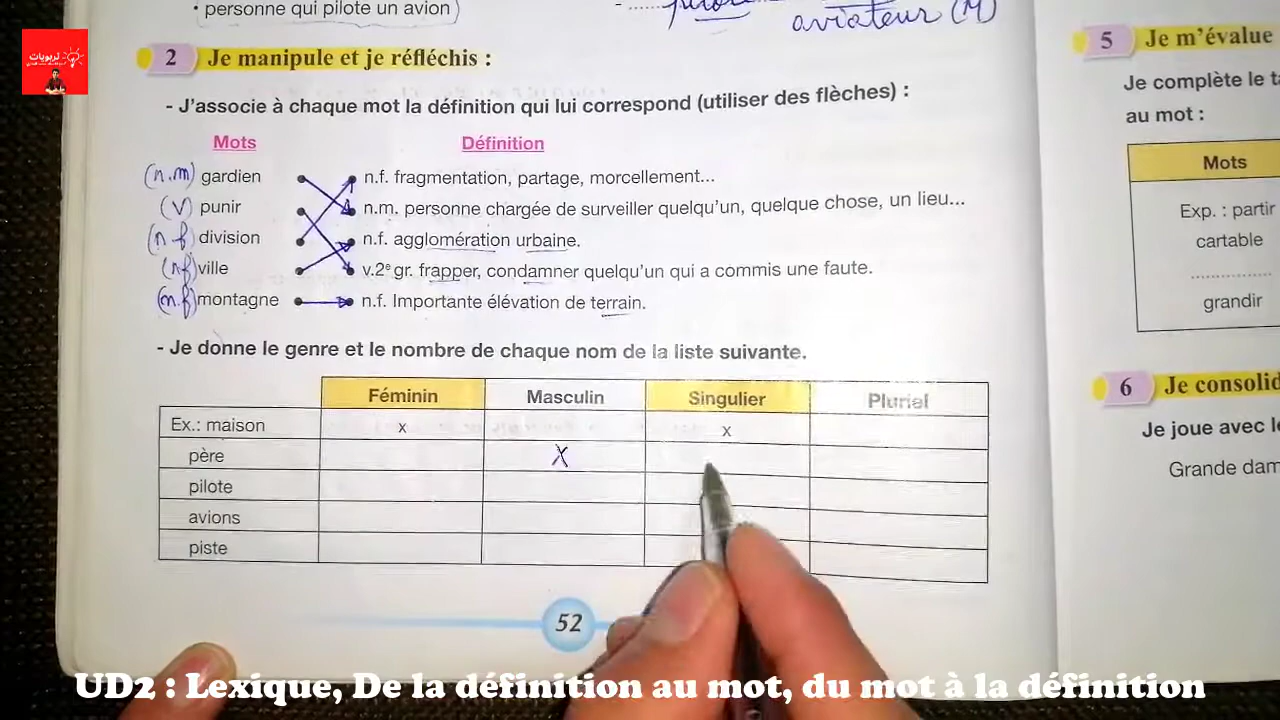 • personne qui pilote un avion
- ......
aviateur (M)
تربويات
2 Je manipule et je réfléchis :
- J'associe à chaque mot la définition qui lui correspond (utiliser des flèches) :
Mots Définition
(n.m) gardien n.f. fragmentation, partage, morcellement...
(v) punir n.m. personne chargée de surveiller quelqu'un, quelque chose, un lieu...
(n.f) division n.f. agglomération urbaine.
(nf) ville v.2e gr. frapper, condamner quelqu'un qui a commis une faute.
(n.f) montagne n.f. Importante élévation de terrain.
- Je donne le genre et le nombre de chaque nom de la liste suivante.
Féminin Masculin Singulier Pluriel
Ex.: maison x x
père X
pilote
avions
piste
52
5 Je m'évalue
Je complète le ta
au mot :
Mots
Exp. : partir
cartable
....................
grandir
6 Je consolid
Je joue avec le
Grande dam
UD2 : Lexique, De la définition au mot, du mot à la définition